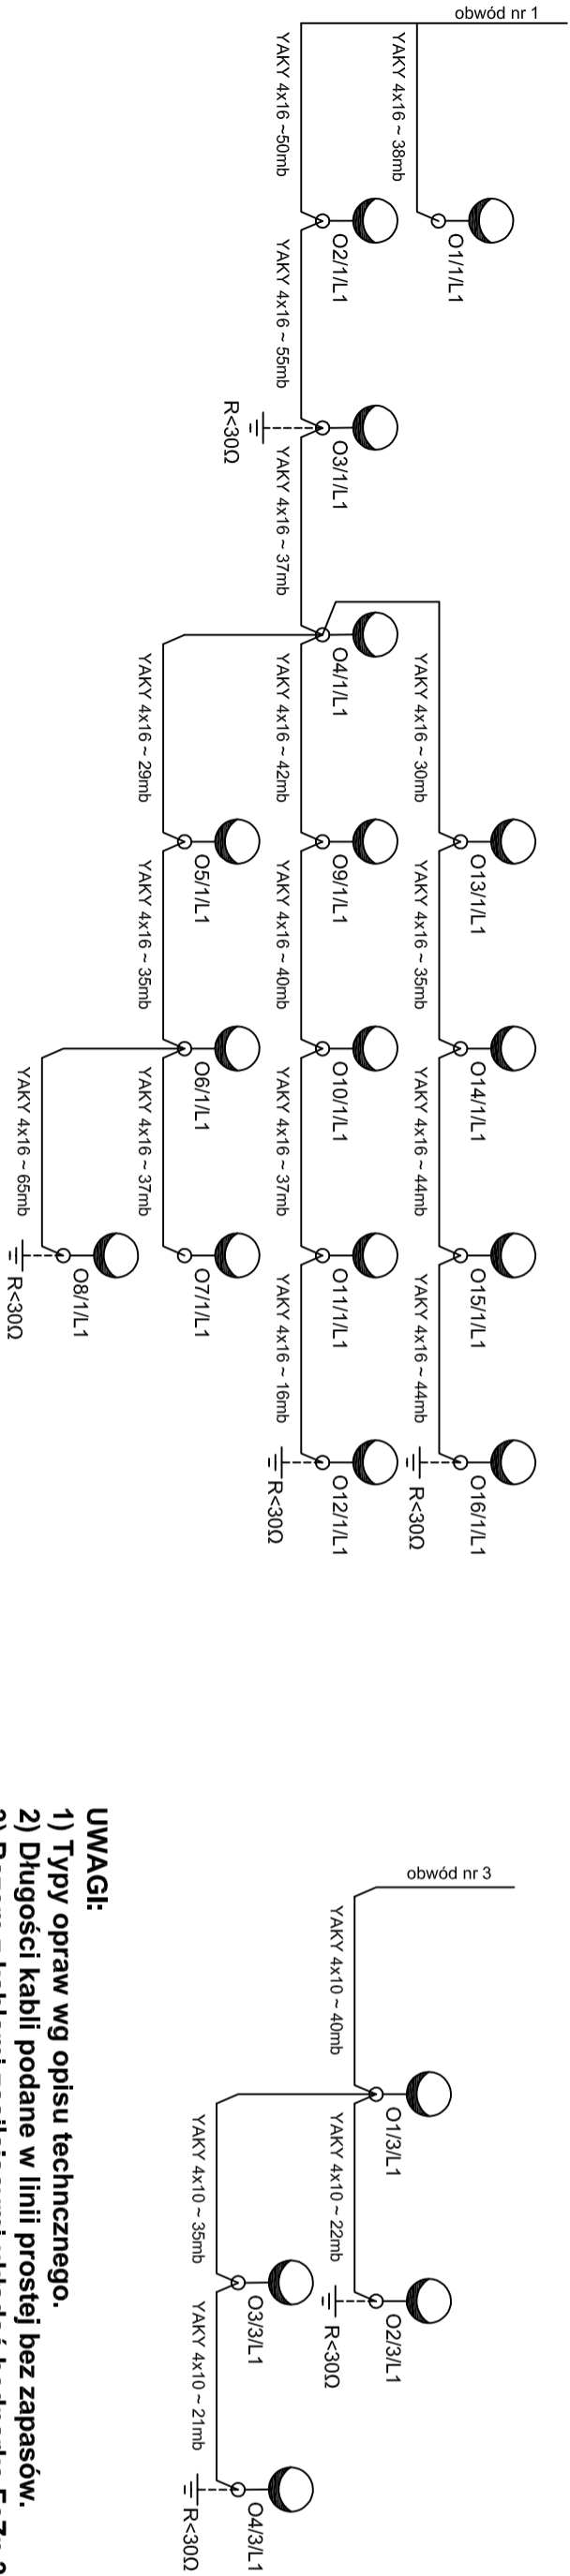 obwód nr 1
YAKY 4x16 ~ 38mb
O1/1/L1
YAKY 4x16 ~50mb
O2/1/L1
YAKY 4x16 ~ 55mb
O3/1/L1
R<30Ω
YAKY 4x16 ~ 37mb
O4/1/L1
YAKY 4x16 ~ 30mb
O13/1/L1
YAKY 4x16 ~ 35mb
O14/1/L1
YAKY 4x16 ~ 44mb
O15/1/L1
YAKY 4x16 ~ 44mb
O16/1/L1
R<30Ω
YAKY 4x16 ~ 42mb
O9/1/L1
YAKY 4x16 ~ 40mb
O10/1/L1
YAKY 4x16 ~ 37mb
O11/1/L1
YAKY 4x16 ~ 16mb
O12/1/L1
R<30Ω
YAKY 4x16 ~ 29mb
O5/1/L1
YAKY 4x16 ~ 35mb
O6/1/L1
YAKY 4x16 ~ 37mb
O7/1/L1
YAKY 4x16 ~ 65mb
O8/1/L1
R<30Ω
obwód nr 3
YAKY 4x10 ~ 40mb
O1/3/L1
YAKY 4x10 ~ 22mb
O2/3/L1
R<30Ω
YAKY 4x10 ~ 35mb
O3/3/L1
YAKY 4x10 ~ 21mb
O4/3/L1
R<30Ω
UWAGI:
1) Typy opraw wg opisu techncznego.
2) Długości kabli podane w linii prostej bez zapasów.